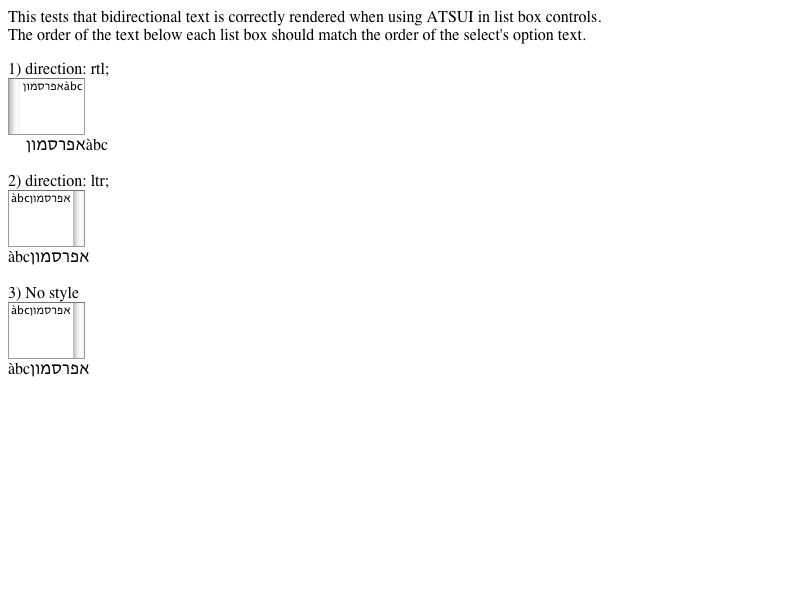 This tests that bidirectional text is correctly rendered when using ATSUI in list box controls.
The order of the text below each list box should match the order of the select's option text.
1) direction: rtl;
àbcאפרסמון
àbcאפרסמון
2) direction: ltr;
àbcאפרסמון
àbcאפרסמון
3) No style
àbcאפרסמון
àbcאפרסמון